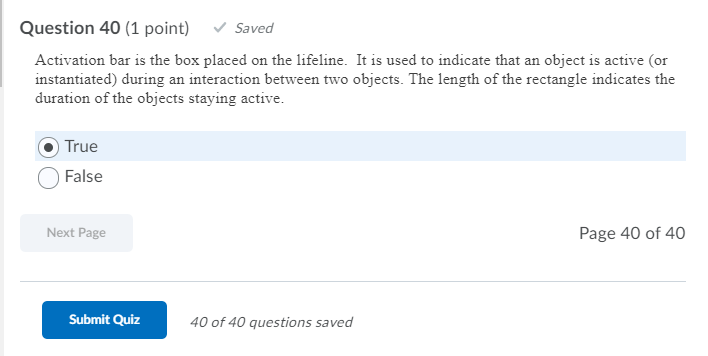 Question 40 (1 point) ✓ Saved
Activation bar is the box placed on the lifeline. It is used to indicate that an object is active (or
instantiated) during an interaction between two objects. The length of the rectangle indicates the
duration of the objects staying active.
True
False
Next Page Page 40 of 40
Submit Quiz 40 of 40 questions saved